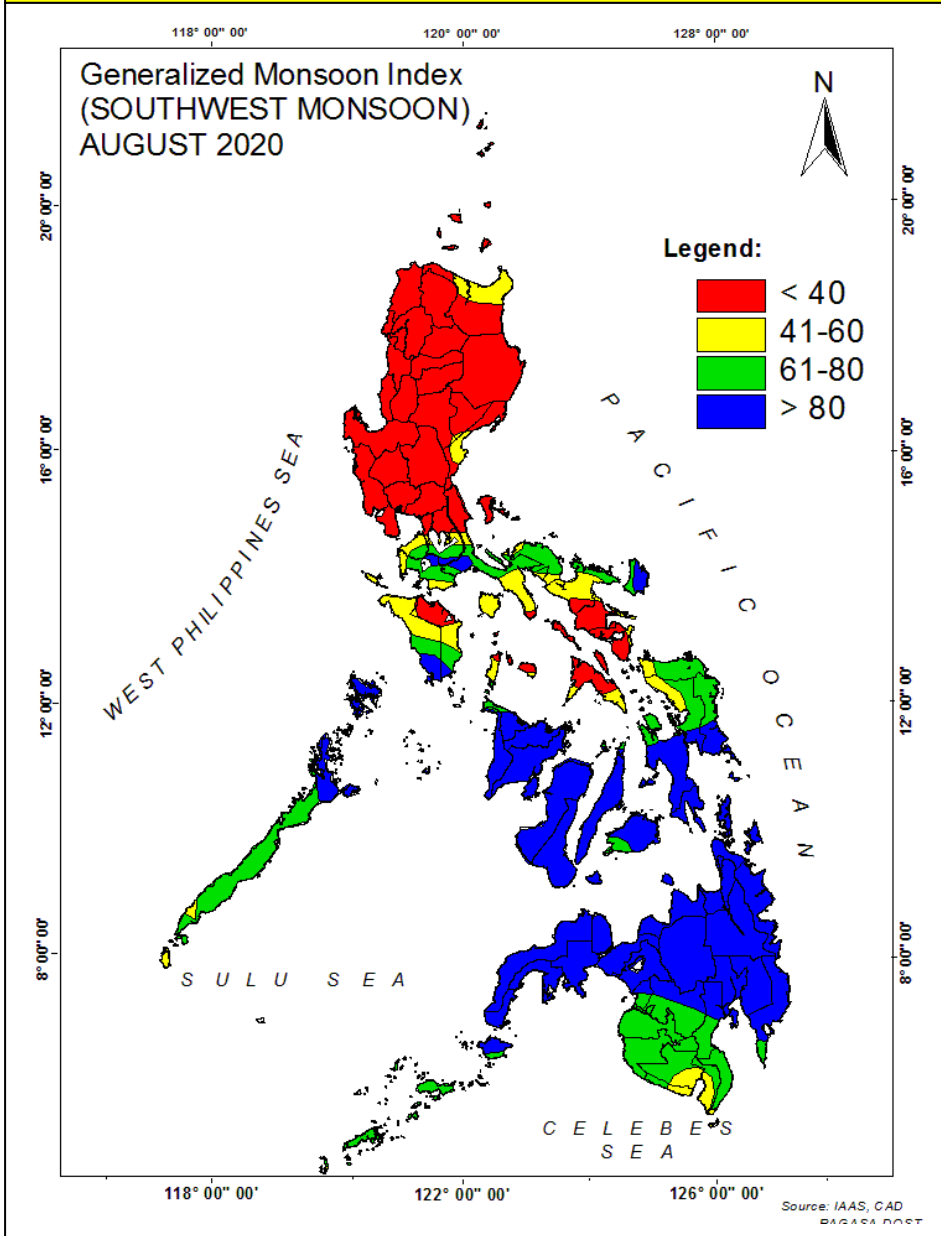 118° 00'' 00'
120° 00'' 00'
128° 00'' 00'
Generalized Monsoon Index
(SOUTHWEST MONSOON)
AUGUST 2020
N
20° 00'' 00'
20° 00'' 00'
Legend:
< 40
41-60
61-80
> 80
16° 00'' 00'
16° 00'' 00'
WEST PHILIPPINES SEA
PACIFIC OCEAN
12° 00'' 00'
12° 00'' 00'
8° 00'' 00'
8° 00'' 00'
SULU SEA
CELEBES
SEA
118° 00'' 00'
122° 00'' 00'
126° 00'' 00'
Source: IAAS, CAD
PAGASA DOST